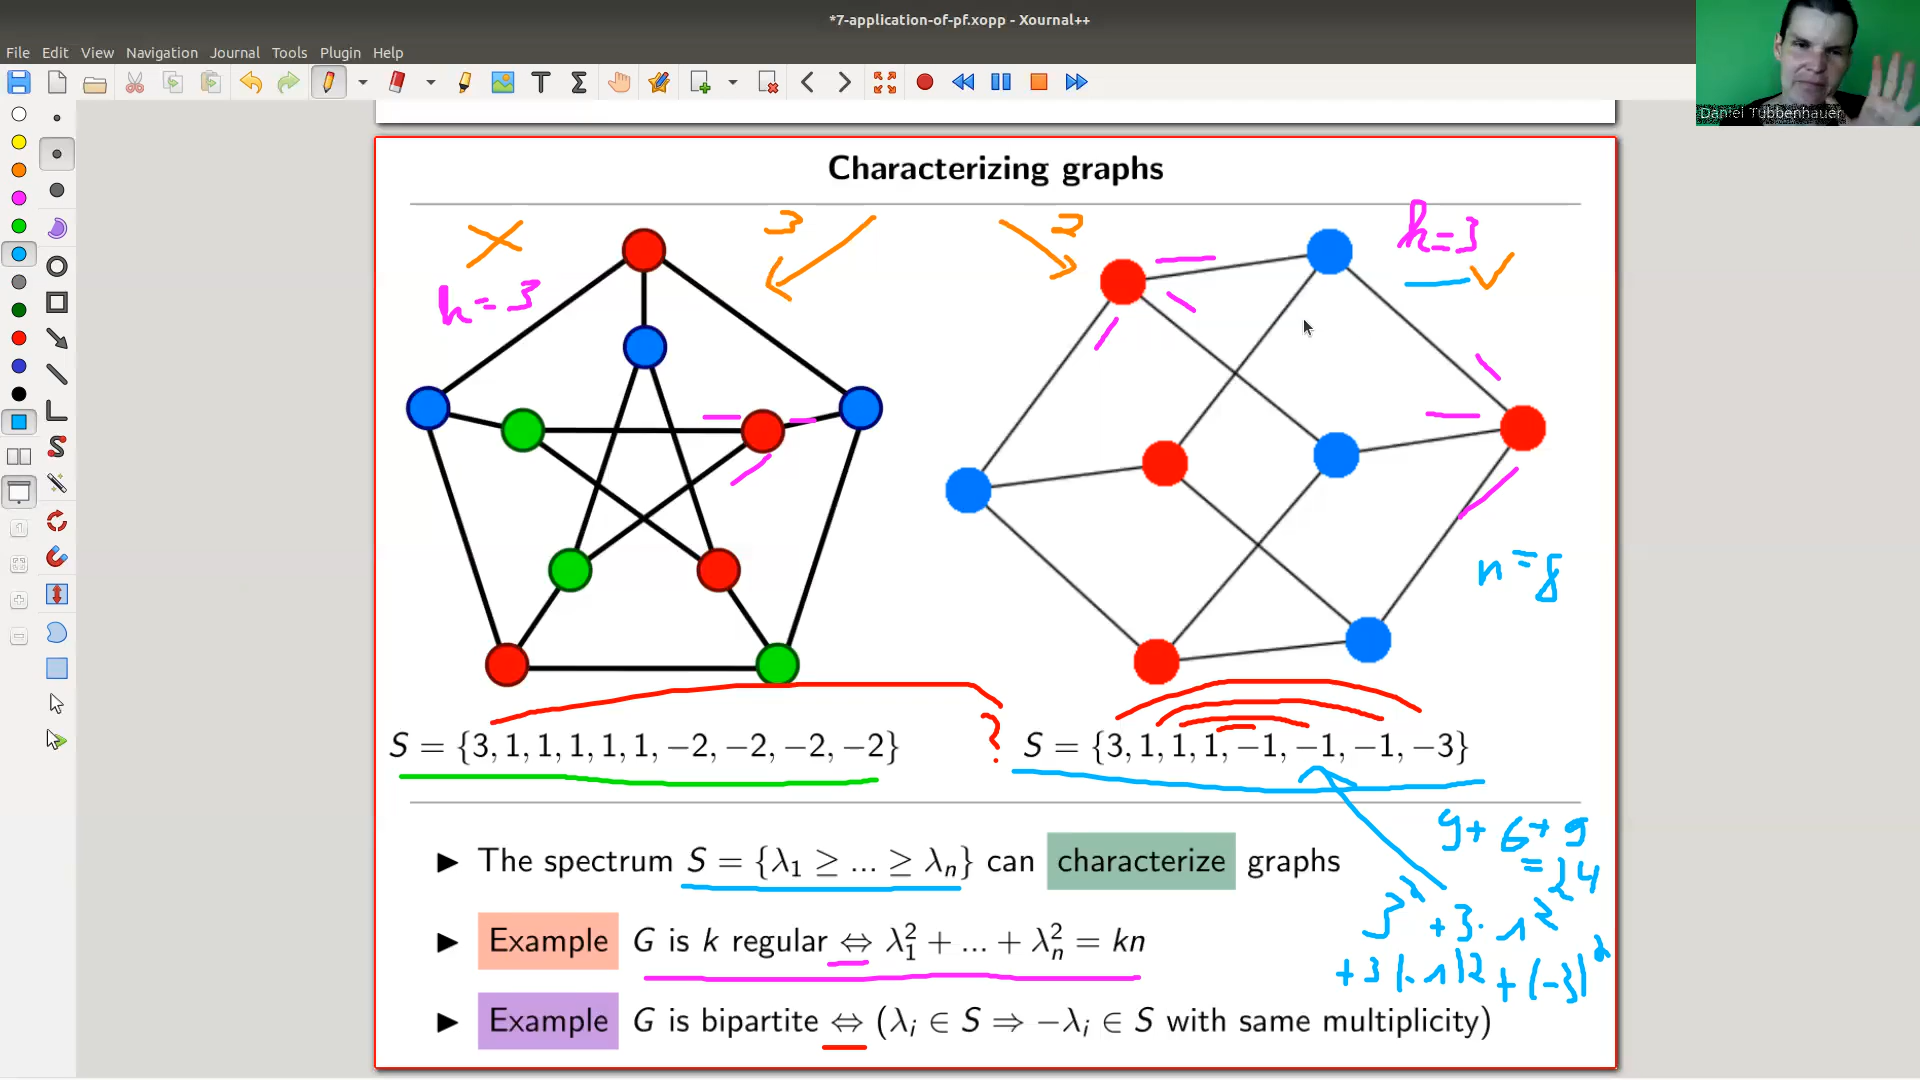 *7-application-of-pf.xopp - Xournal++
File Edit View Navigation Journal Tools Plugin Help
Daniel Tubbenhauer
Characterizing graphs
3
2
k=3
k=3
n=8
?
S = {3, 1, 1, 1, 1, 1, −2, −2, −2, −2}
S = {3, 1, 1, 1, −1, −1, −1, −3}
9+6+9
=24
► The spectrum S = {λ₁ ≥ ... ≥ λₙ} can characterize graphs
3²+3·1²
► Example G is k regular ⇔ λ₁² + ... + λₙ² = kn
+3(-1)2+(-3)²
► Example G is bipartite ⇔ (λᵢ ∈ S ⇒ −λᵢ ∈ S with same multiplicity)